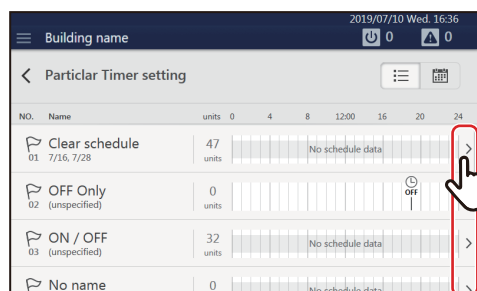 2019/07/10 Wed. 16:36
Building name 0 0
Particlar Timer setting
NO. Name units 0 4 8 12:00 16 20 24
Clear schedule 47 No schedule data
01 7/16, 7/28 units
OFF Only 0 OFF
02 (unspecified) units
ON / OFF 32 No schedule data
03 (unspecified) units
No name 0 No schedule data